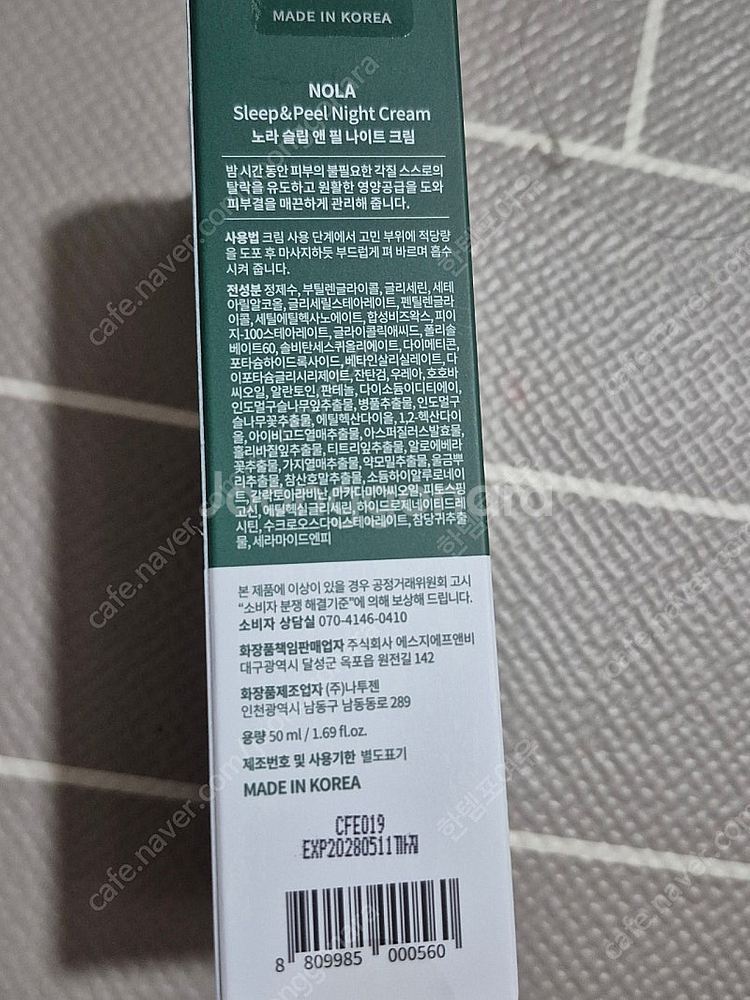 MADE IN KOREA
NOLA
Sleep&Peel Night Cream
노라 슬립 앤 필 나이트 크림
밤 시간 동안 피부의 불필요한 각질 스스로의
탈락을 유도하고 원활한 영양공급을 도와
피부결을 매끈하게 관리해 줍니다.
사용법 크림 사용 단계에서 고민 부위에 적당량
을 도포 후 마사지하듯 부드럽게 펴 바르며 흡수
시켜 줍니다.
전성분 정제수, 부틸렌글라이콜, 글리세린, 세테
아릴알코올, 글리세릴스테아레이트, 펜틸렌글라
이콜, 세틸에틸헥사노에이트, 합성비즈왁스, 피이
지-100스테아레이트, 글라이콜릭애씨드, 폴리솔
베이트60, 솔비탄세스퀴올리에이트, 다이메티콘,
포타슘하이드록사이드, 베타인살리실레이트, 다
이포타슘글리시리제이트, 잔탄검, 우레아, 호호바
씨오일, 알란토인, 판테놀, 다이소듐이디티에이,
인도멀구슬나무잎추출물, 병풀추출물, 인도멀구
슬나무꽃추출물, 에틸헥산다이올, 1,2-헥산다이
올, 아이비고드열매추출물, 아스퍼질러스발효물,
홀리바질잎추출물, 티트리잎추출물, 알로에베라
꽃추출물, 가지열매추출물, 악모밀추출물, 울금뿌
리추출물, 참산호말추출물, 소듐하이알루로네이
트, 갈락토아라비난, 마카다미아씨오일, 피토스핑
고신, 에틸헥실글리세린, 하이드로제네이티드레
시틴, 수크로오스다이스테아레이트, 참당귀추출
물, 세라마이드엔피
본 제품에 이상이 있을 경우 공정거래위원회 고시
"소비자 분쟁 해결기준"에 의해 보상해 드립니다.
소비자 상담실 070-4146-0410
화장품책임판매업자 주식회사 에스지에프앤비
대구광역시 달성군 옥포읍 원전길 142
화장품제조업자 (주)나투젠
인천광역시 남동구 남동동로 289
용량 50 ml / 1.69 fl.oz.
제조번호 및 사용기한 별도표기
MADE IN KOREA
CFE019
EXP20280511까지
8 809985 000560
cafe.naver.com
한템포여유